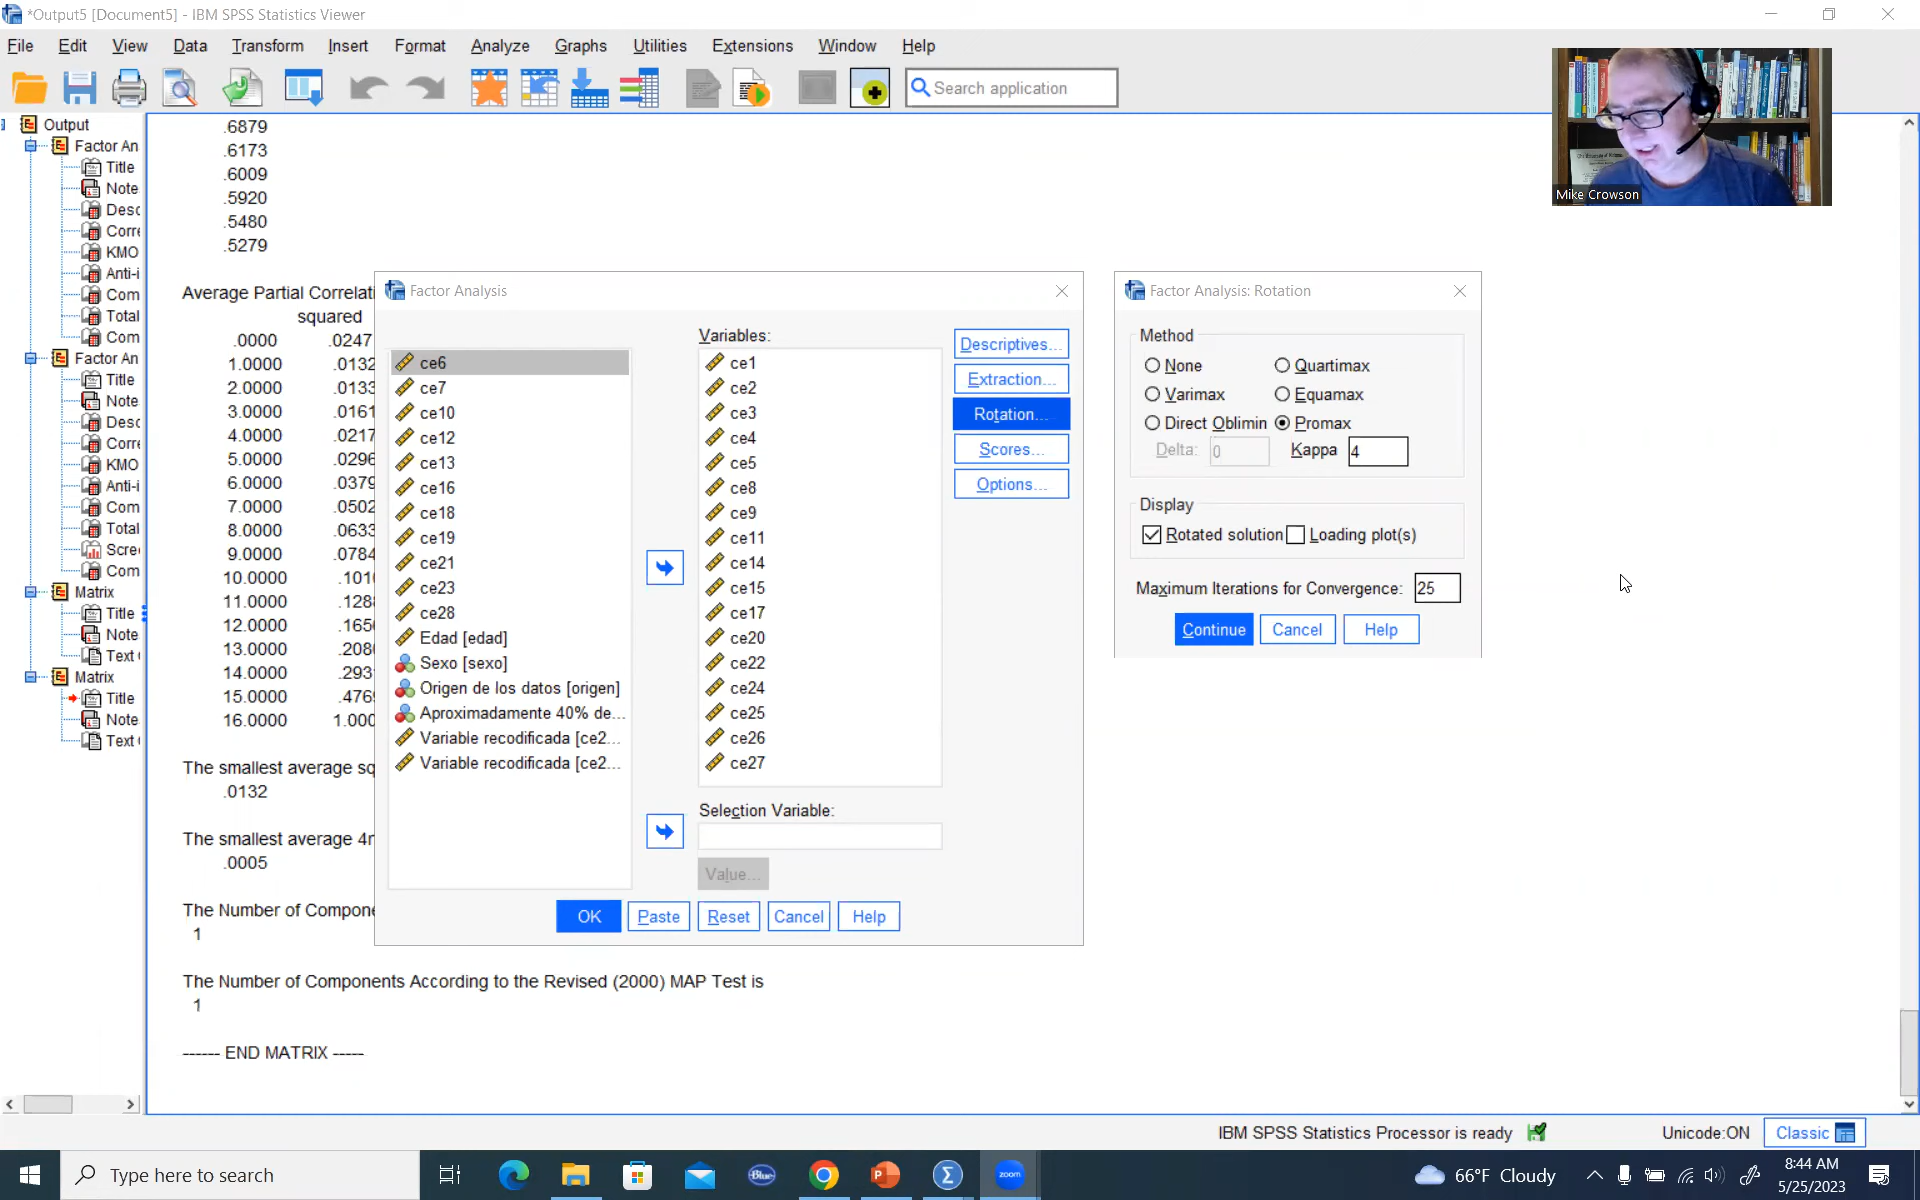 *Output5 [Document5] - IBM SPSS Statistics Viewer
File Edit View Data Transform Insert Format Analyze Graphs Utilities Extensions Window Help
Search application
Mike Crowson
Output
Factor An
Title
Note
Desc
Corre
KMO
Anti-i
Com
Total
Com
Factor An
Title
Note
Desc
Corre
KMO
Anti-i
Com
Total
Scre
Com
Matrix
Title
Note
Text
Matrix
Title
Note
Text
.6879
.6173
.6009
.5920
.5480
.5279
Average Partial Correlati
squared
.0000 .0247
1.0000 .0132
2.0000 .0133
3.0000 .0161
4.0000 .0217
5.0000 .0296
6.0000 .0379
7.0000 .0502
8.0000 .0633
9.0000 .0784
10.0000 .101
11.0000 .128
12.0000 .165
13.0000 .208
14.0000 .293
15.0000 .476
16.0000 1.000
The smallest average sq
.0132
The smallest average 4
.0005
The Number of Compone
1
The Number of Components According to the Revised (2000) MAP Test is
1
------ END MATRIX -----
Factor Analysis
ce6
ce7
ce10
ce12
ce13
ce16
ce18
ce19
ce21
ce23
ce28
Edad [edad]
Sexo [sexo]
Origen de los datos [origen]
Aproximadamente 40% de...
Variable recodificada [ce2...
Variable recodificada [ce2...
Variables:
ce1
ce2
ce3
ce4
ce5
ce8
ce9
ce11
ce14
ce15
ce17
ce20
ce22
ce24
ce25
ce26
ce27
Selection Variable:
Value...
Descriptives...
Extraction...
Rotation...
Scores...
Options...
OK Paste Reset Cancel Help
Factor Analysis: Rotation
Method
None Quartimax
Varimax Equamax
Direct Oblimin Promax
Delta: 0 Kappa 4
Display
Rotated solution Loading plot(s)
Maximum Iterations for Convergence: 25
Continue Cancel Help
IBM SPSS Statistics Processor is ready Unicode:ON Classic
Type here to search
Blue
zoom
66°F Cloudy
8:44 AM
5/25/2023